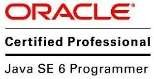 ORACLE
Certified Professional
Java SE 6 Programmer